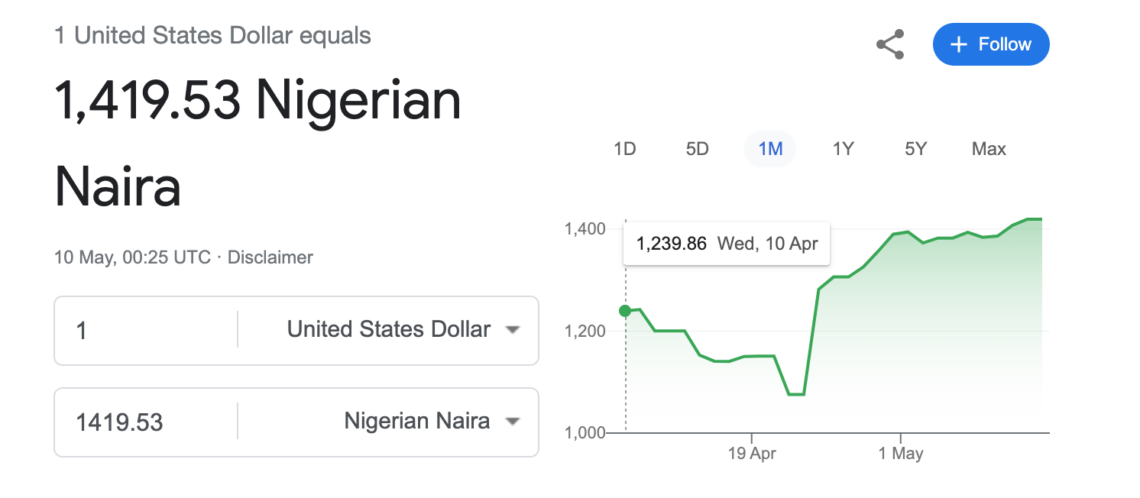 1 United States Dollar equals
1,419.53 Nigerian
Naira
10 May, 00:25 UTC · Disclaimer
1 United States Dollar
1419.53 Nigerian Naira
+ Follow
1D 5D 1M 1Y 5Y Max
1,400
1,239.86 Wed, 10 Apr
1,200
1,000
19 Apr 1 May